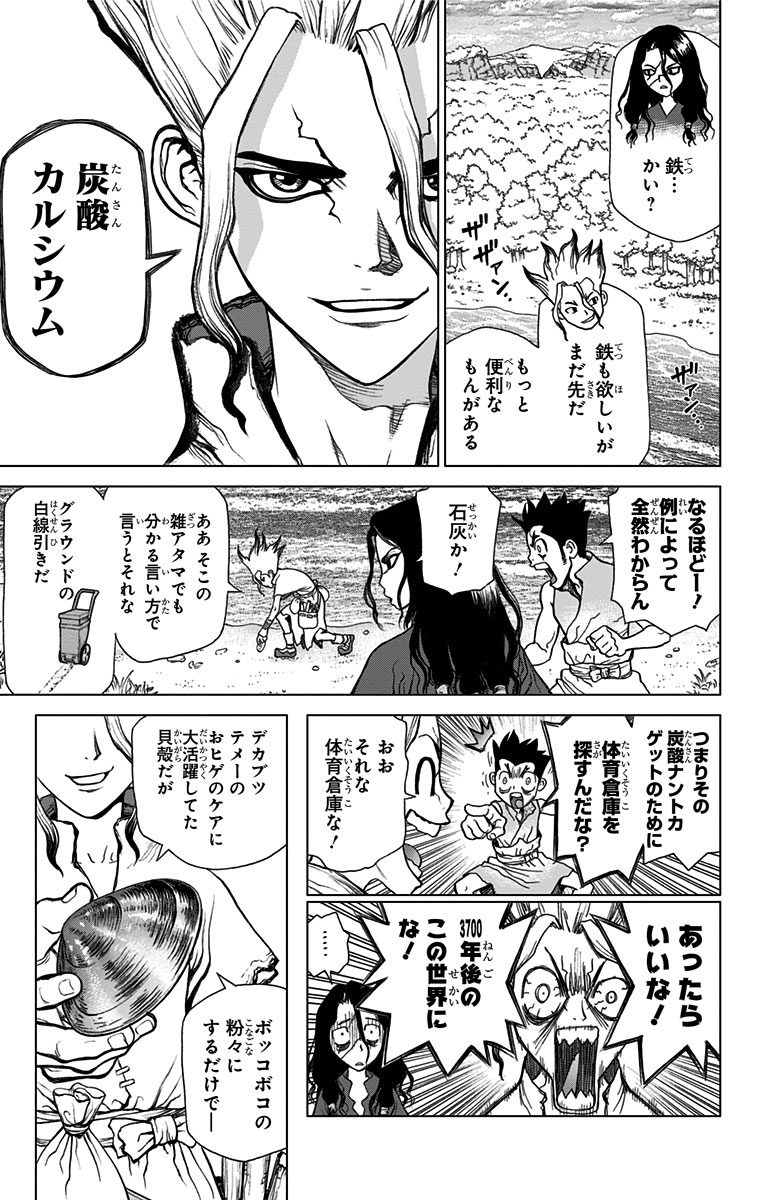 鉄…
かい?
ザァン…
鉄も欲しいが
まだ先だ
もっと
便利な
もんがある
ザァン…
炭酸
カルシウム
なるほどー!
例によって
全然わからん
石灰か!
ああ そこの
雑アタマでも
分かる言い方で
言うとそれな
グラウンドの
白線引きだ
つまりその
炭酸ナントカ
ゲットのために
体育倉庫を
探すんだな?
おお
それな
体育倉庫な!
あったら
いいな!
3700
年後の
この世界に
な!
……
デカブツ
テメーの
おヒゲのケアに
大活躍してた
貝殻だが
ボッコボコの
粉々に
するだけで―